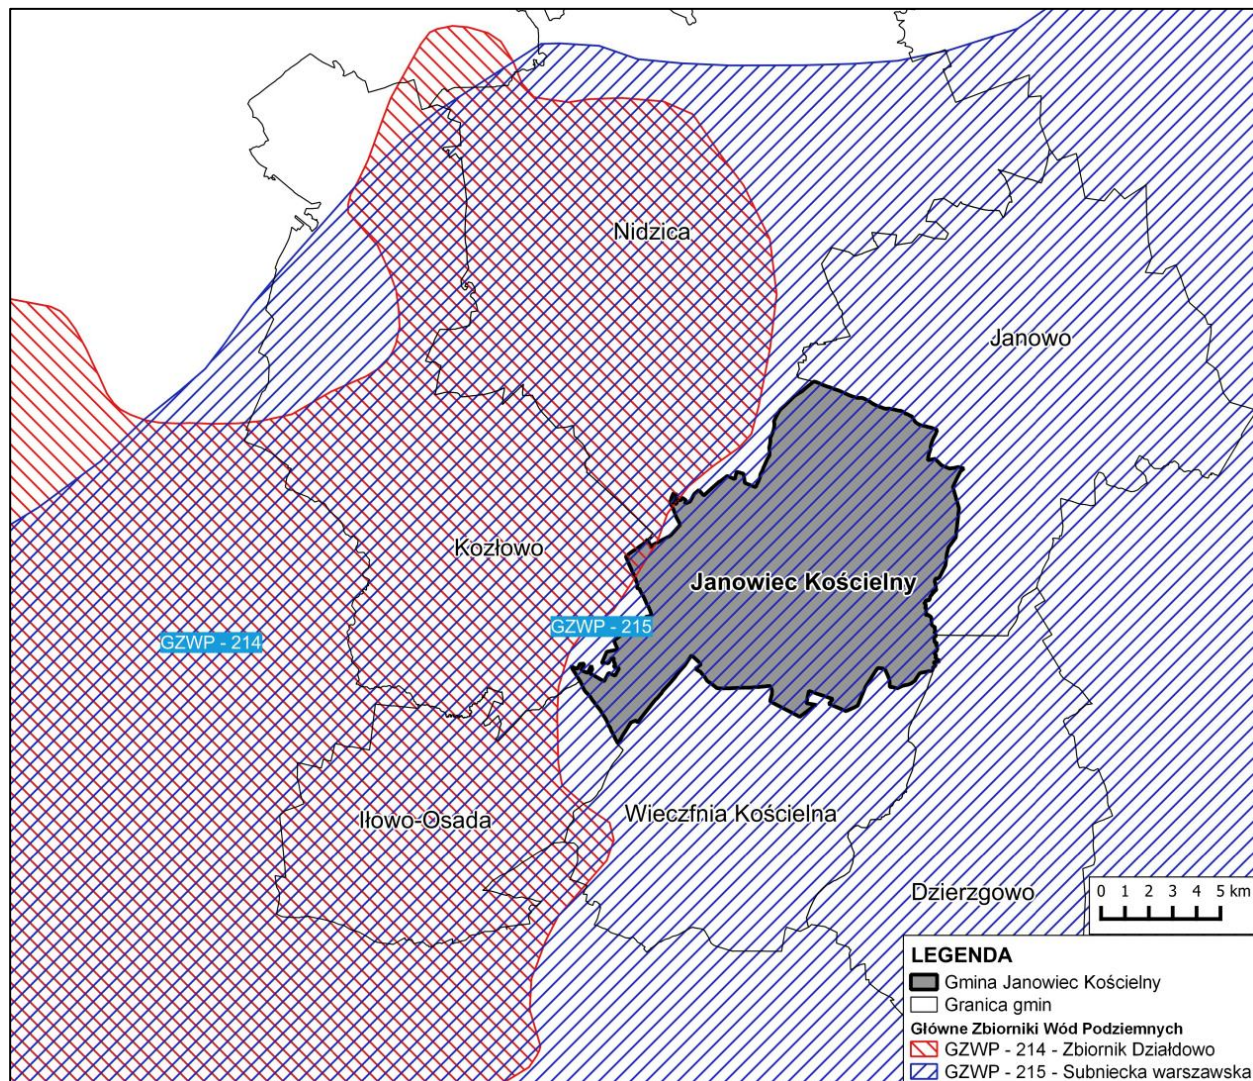 Nidzica
Janowo
Kozłowo
Janowiec Kościelny
GZWP - 215
GZWP - 214
Iłowo-Osada
Wieczfnia Kościelna
Dzierzgowo
0 1 2 3 4 5 km
LEGENDA
Gmina Janowiec Kościelny
Granica gmin
Główne Zbiorniki Wód Podziemnych
GZWP - 214 - Zbiornik Działdowo
GZWP - 215 - Subniecka warszawska